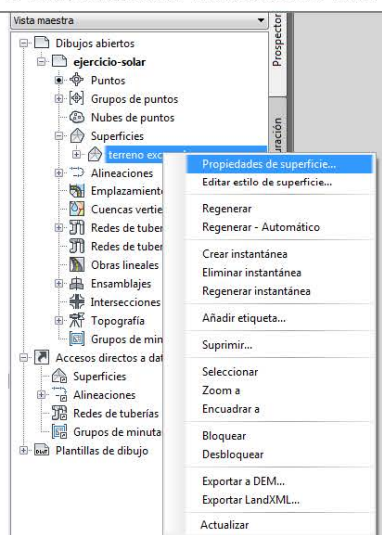 Vista maestra
Prospector
Dibujos abiertos
ejercicio-solar
Puntos
Grupos de puntos
Nubes de puntos
Superficies
terreno
Alineaciones
Cuencas vertie
Redes de tuber
Redes de tuber
Obras lineales
Ensamblajes
Intersecciones
Topografía
Grupos de min
Accesos directos a dat
Superficies
Alineaciones
Redes de tuberías
Grupos de minuta
Plantillas de dibujo
Propiedades de superficie...
Editar estilo de superficie...
Regenerar
Regenerar - Automático
Crear instantánea
Eliminar instantánea
Regenerar instantánea
Añadir etiqueta...
Suprimir...
Seleccionar
Zoom a
Encuadrar a
Bloquear
Desbloquear
Exportar a DEM...
Exportar LandXML...
Actualizar